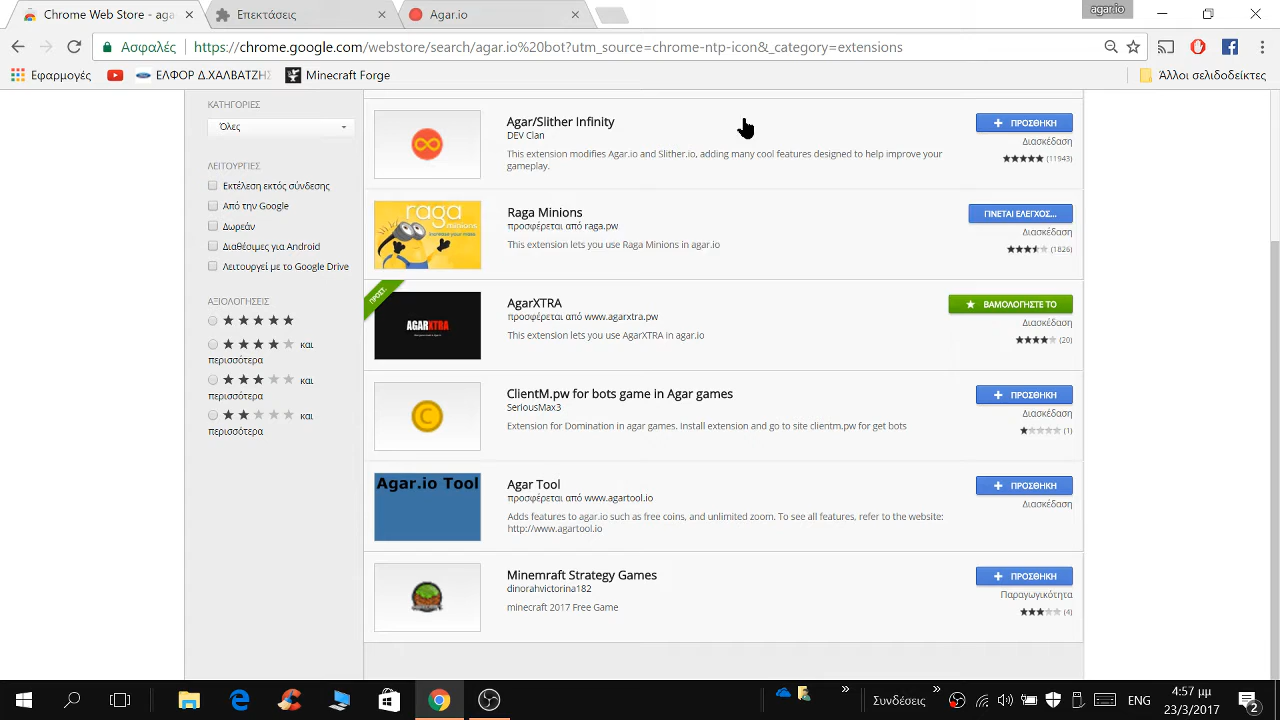 Chrome Web Store - aga
Επεκτάσεις
Agar.io
agar.io
Ασφαλές
https://chrome.google.com/webstore/search/agar.io%20bot?utm_source=chrome-ntp-icon&_category=extensions
Εφαρμογές
ΕΛΦΟΡ Δ.ΧΑΛΒΑΤΖΗΣ
Minecraft Forge
Άλλοι σελιδοδείκτες
ΚΑΤΗΓΟΡΙΕΣ
Όλες
ΛΕΙΤΟΥΡΓΙΕΣ
Εκτέλεση εκτός σύνδεσης
Από την Google
Δωρεάν
Διαθέσιμες για Android
Λειτουργεί με το Google Drive
ΑΞΙΟΛΟΓΗΣΕΙΣ
και
περισσότερα
και
περισσότερα
και
περισσότερα
Agar/Slither Infinity
DEV Clan
This extension modifies Agar.io and Slither.io, adding many cool features designed to help improve your
gameplay.
ΠΡΟΣΘΗΚΗ
Διασκέδαση
(11943)
raga
minions
Raga Minions
προσφέρεται από raga.pw
This extension lets you use Raga Minions in agar.io
ΓΙΝΕΤΑΙ ΕΛΕΓΧΟΣ...
Διασκέδαση
(1826)
ΠΡΟΣΤ.
AGARXTRA
AgarXTRA
προσφέρεται από www.agarxtra.pw
This extension lets you use AgarXTRA in agar.io
ΒΑΜΟΛΟΓΗΣΤΕ ΤΟ
Διασκέδαση
(20)
C
ClientM.pw for bots game in Agar games
SeriousMax3
Extension for Domination in agar games. Install extension and go to site clientm.pw for get bots
ΠΡΟΣΘΗΚΗ
Διασκέδαση
(1)
Agar.io Tool
Agar Tool
προσφέρεται από www.agartool.io
Adds features to agar.io such as free coins, and unlimited zoom. To see all features, refer to the website:
http://www.agartool.io
ΠΡΟΣΘΗΚΗ
Διασκέδαση
Minemraft Strategy Games
dinorahvictorina182
minecraft 2017 Free Game
ΠΡΟΣΘΗΚΗ
Παραγωγικότητα
(4)
Συνδέσεις
ENG
4:57 μμ
23/3/2017
2